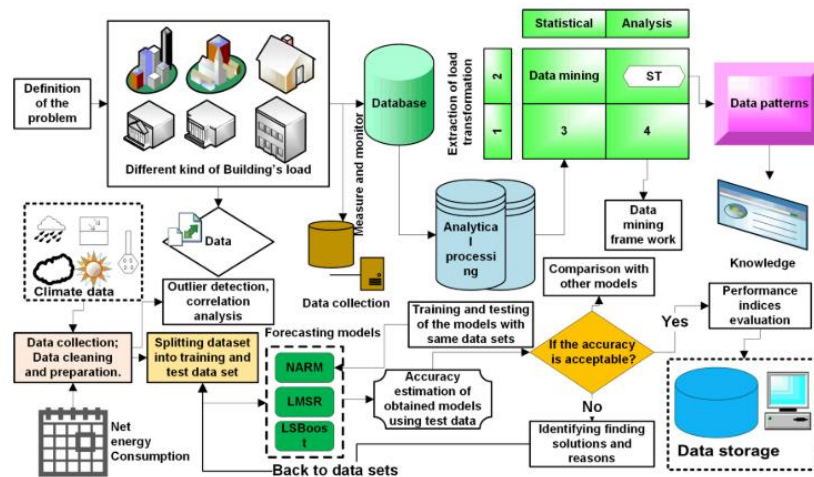 Statistical
Analysis
Definition
of the
problem
Different kind of Building's load
Measure and monitor
Database
Extraction of load
transformation
2
1
Data mining
ST
3
4
Data patterns
Data
Analytica
l
processing
Data
mining
frame work
Knowledge
Data collection
Climate data
Outlier detection,
correlation
analysis
Comparison with
other models
Performance
indices
evaluation
Data collection;
Data cleaning
and preparation.
Splitting dataset
into training and
test data set
Forecasting models
NARM
LMSR
LSBoos
t
Training and testing
of the models with
same data sets
Accuracy
estimation of
obtained models
using test data
If the accuracy
is acceptable?
Yes
No
Net
energy
Consumption
Identifying finding
solutions and
reasons
Back to data sets
Data storage